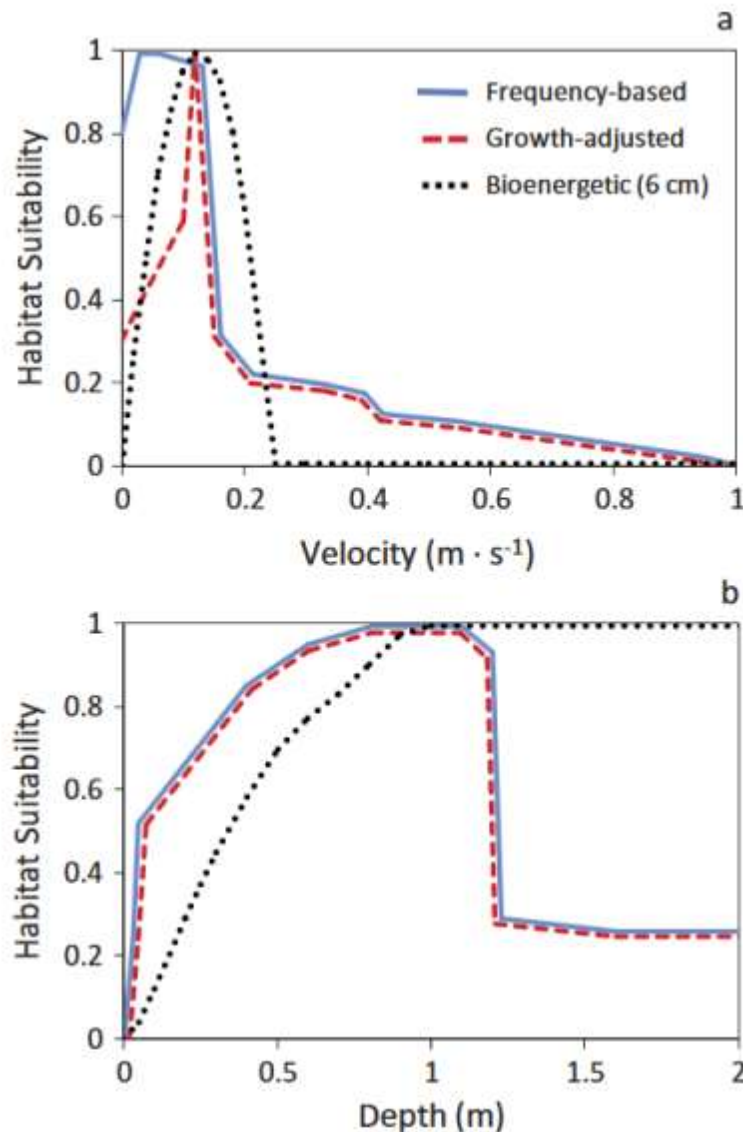 a
1
0.8
0.6
0.4
0.2
0
Habitat Suitability
Frequency-based
Growth-adjusted
Bioenergetic (6 cm)
0 0.2 0.4 0.6 0.8 1
Velocity (m · s⁻¹)
b
1
0.8
0.6
0.4
0.2
0
Habitat Suitability
0 0.5 1 1.5 2
Depth (m)